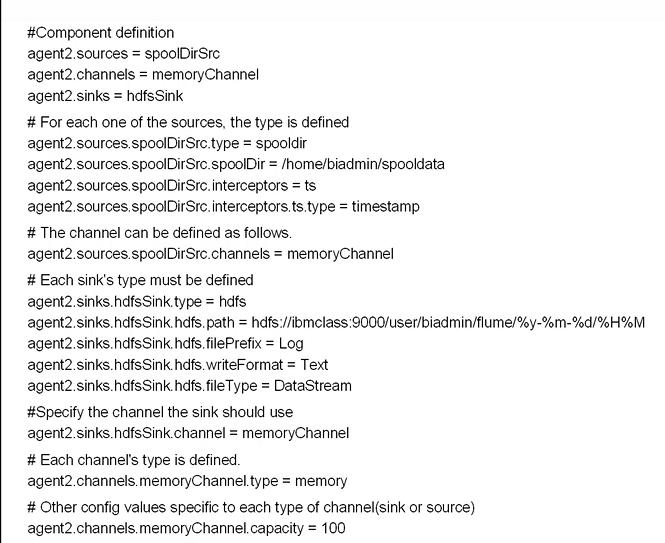 #Component definition
agent2.sources = spoolDirSrc
agent2.channels = memoryChannel
agent2.sinks = hdfsSink
# For each one of the sources, the type is defined
agent2.sources.spoolDirSrc.type = spooldir
agent2.sources.spoolDirSrc.spoolDir = /home/biadmin/spooldata
agent2.sources.spoolDirSrc.interceptors = ts
agent2.sources.spoolDirSrc.interceptors.ts.type = timestamp
# The channel can be defined as follows.
agent2.sources.spoolDirSrc.channels = memoryChannel
# Each sink's type must be defined
agent2.sinks.hdfsSink.type = hdfs
agent2.sinks.hdfsSink.hdfs.path = hdfs://ibmclass:9000/user/biadmin/flume/%y-%m-%d/%H%M
agent2.sinks.hdfsSink.hdfs.filePrefix = Log
agent2.sinks.hdfsSink.hdfs.writeFormat = Text
agent2.sinks.hdfsSink.hdfs.fileType = DataStream
#Specify the channel the sink should use
agent2.sinks.hdfsSink.channel = memoryChannel
# Each channel's type is defined.
agent2.channels.memoryChannel.type = memory
# Other config values specific to each type of channel(sink or source)
agent2.channels.memoryChannel.capacity = 100